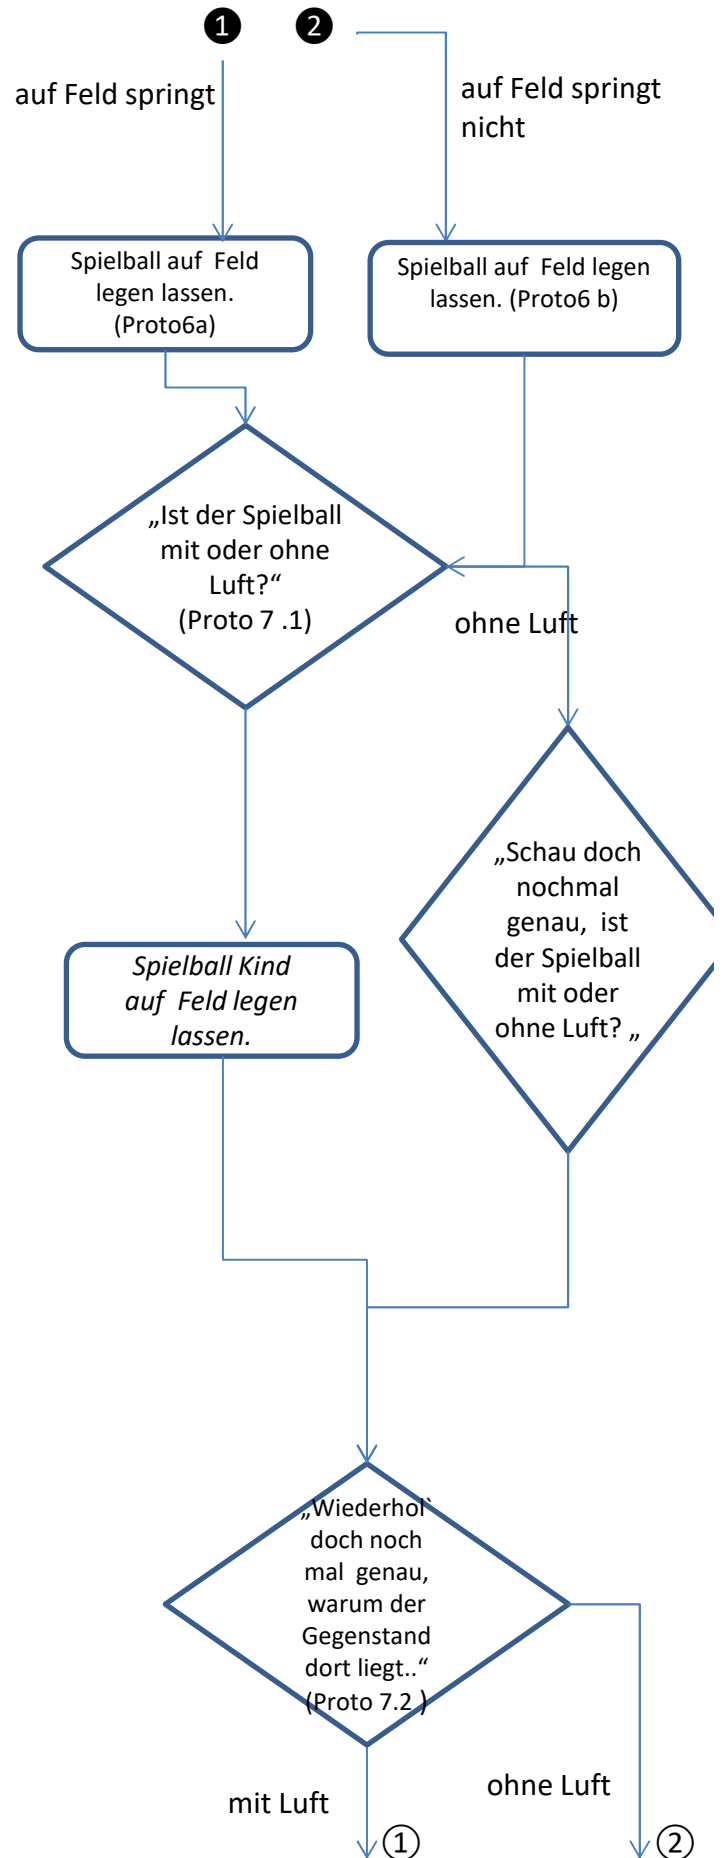 ❶ ❷
auf Feld springt
auf Feld springt
nicht
Spielball auf Feld
legen lassen.
(Proto6a)
Spielball auf Feld legen
lassen. (Proto6 b)
„Ist der Spielball
mit oder ohne
Luft?“
(Proto 7 .1)
ohne Luft
„Schau doch
nochmal
genau, ist
der Spielball
mit oder
ohne Luft? „
Spielball Kind
auf Feld legen
lassen.
„Wiederhol`
doch noch
mal genau,
warum der
Gegenstand
dort liegt..“
(Proto 7.2 )
mit Luft
ohne Luft
① ②